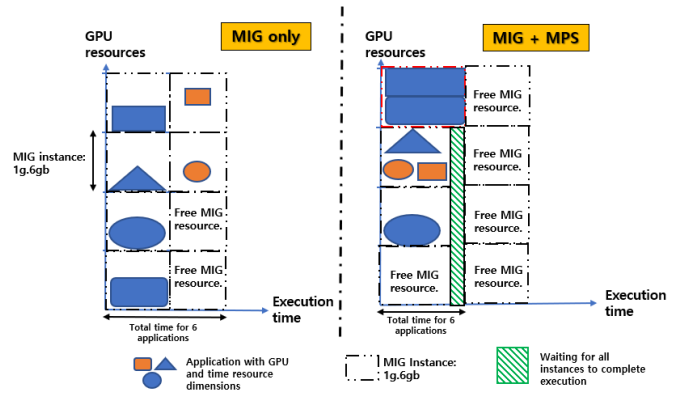 GPU
resources
MIG only
MIG instance:
1g.6gb
Free MIG
resource.
Free MIG
resource.
Execution
time
Total time for 6
applications
GPU
resources
MIG + MPS
Free MIG
resource.
Free MIG
resource.
Free MIG
resource.
Free MIG
resource.
Free MIG
resource.
Execution
time
Total time for 6
applications
Application with GPU
and time resource
dimensions
MIG Instance:
1g.6gb
Waiting for all
instances to complete
execution